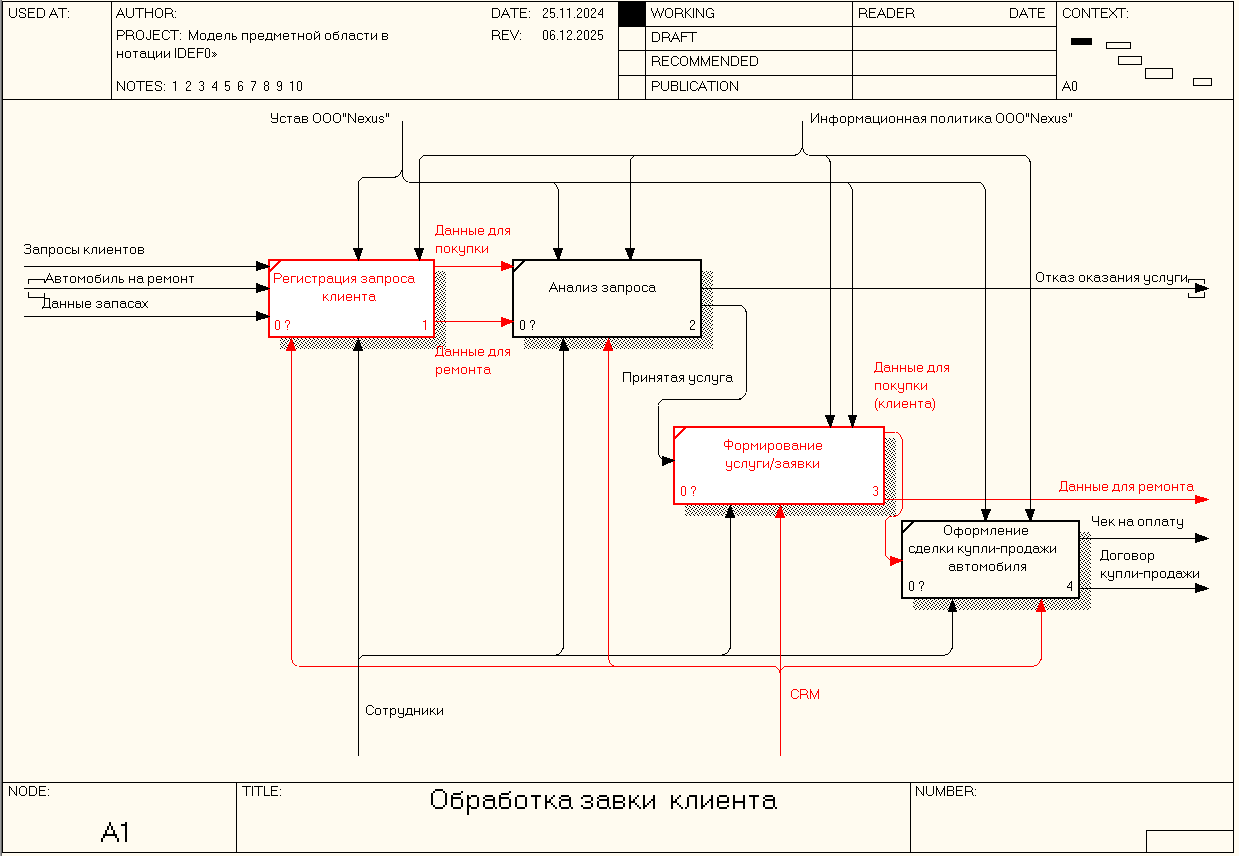 USED AT:
AUTHOR:
DATE: 25.11.2024
PROJECT: Модель предметной области в
нотации IDEF0»
REV: 06.12.2025
NOTES: 1 2 3 4 5 6 7 8 9 10
WORKING
DRAFT
RECOMMENDED
PUBLICATION
READER
DATE
CONTEXT:
A0
Устав ООО"Nexus"
Информационная политика ООО"Nexus"
Запросы клиентов
Автомобиль на ремонт
Данные запасах
Данные для
покупки
Регистрация запроса
клиента
0 ?
1
Данные для
ремонта
Анализ запроса
0 ?
2
Отказ оказания услуги
Принятая услуга
Данные для
покупки
(клиента)
Формирование
услуги/заявки
0 ?
3
Данные для ремонта
Оформление
сделки купли-продажи
автомобиля
0 ?
4
Чек на оплату
Договор
купли-продажи
CRM
Сотрудники
NODE:
A1
TITLE:
Обработка завки клиента
NUMBER: